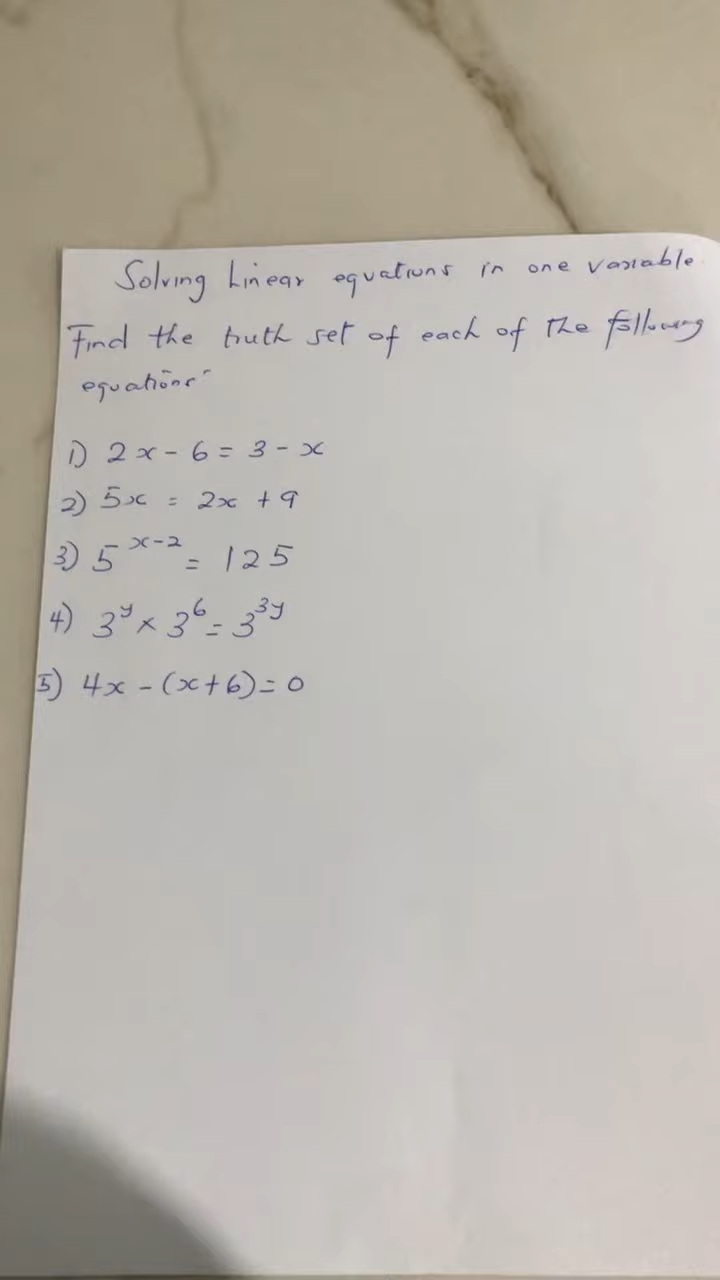 Solving Linear equations in one variable.
Find the truth set of each of the following
equations
1) 2x - 6 = 3 - x
2) 5x = 2x + 9
3) 5^{x-2} = 125
4) 3^y × 3^6 = 3^{3y}
5) 4x - (x+6) = 0